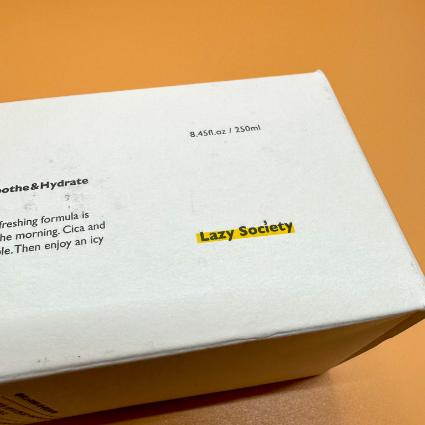 8.45fl.oz / 250ml
oothe&Hydrate
freshing formula is
he morning. Cica and
le. Then enjoy an icy
Lazy Society